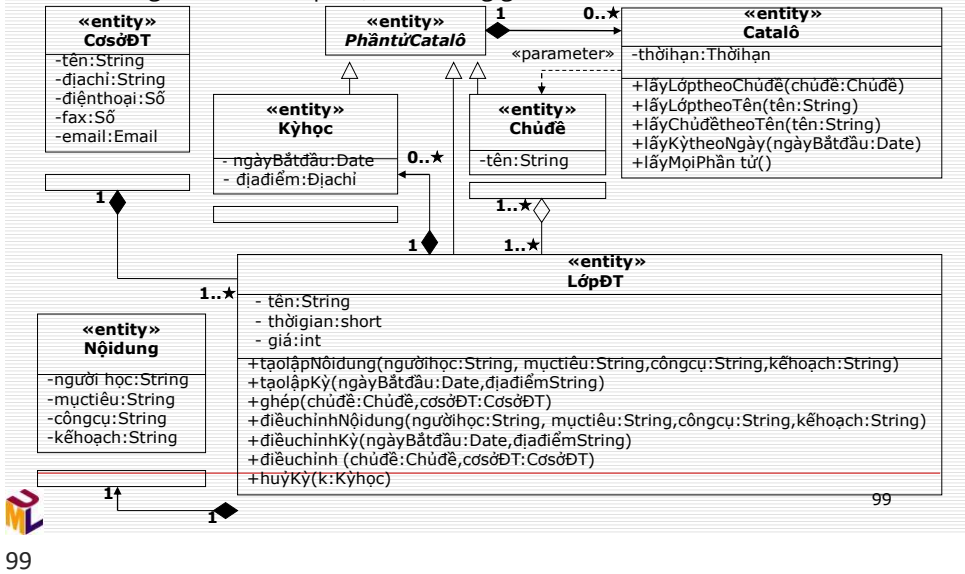 «entity»
CơsởĐT
-tên:String
-địachỉ:String
-điệnthoại:Số
-fax:Số
-email:Email
«entity»
PhầntửCatalô
1
0..★
«entity»
Catalô
-thờihạn:Thờihạn
+lấyLớptheoChủđề(chủđề:Chủđề)
+lấyLớptheoTên(tên:String)
+lấyChủđềtheoTên(tên:String)
+lấyKỳtheoNgày(ngàyBắtđầu:Date)
+lấyMọiPhần tử()
«parameter»
«entity»
Kỳhọc
- ngàyBắtđầu:Date
- địađiểm:Địachỉ
0..★
«entity»
Chủđề
-tên:String
1
1..★
1
1..★
1..★
«entity»
LớpĐT
- tên:String
- thờigian:short
- giá:int
+tạolậpNôidung(ngườihọc:String, mụctiêu:String,côngcụ:String,kếhoạch:String)
+tạolậpKỳ(ngàyBắtđầu:Date,địađiểmString)
+ghép(chủđề:Chủđề,cơsởĐT:CơsởĐT)
+điềuchỉnhNộidung(ngườihọc:String, mụctiêu:String,côngcụ:String,kếhoạch:String)
+điềuchỉnhKỳ(ngàyBắtđầu:Date,địađiểmString)
+điềuchỉnh (chủđề:Chủđề,cơsởĐT:CơsởĐT)
+huỷKỳ(k:Kỳhọc)
«entity»
Nộidung
-người học:String
-mụctiêu:String
-côngcụ:String
-kếhoạch:String
1
1
99
UML
99